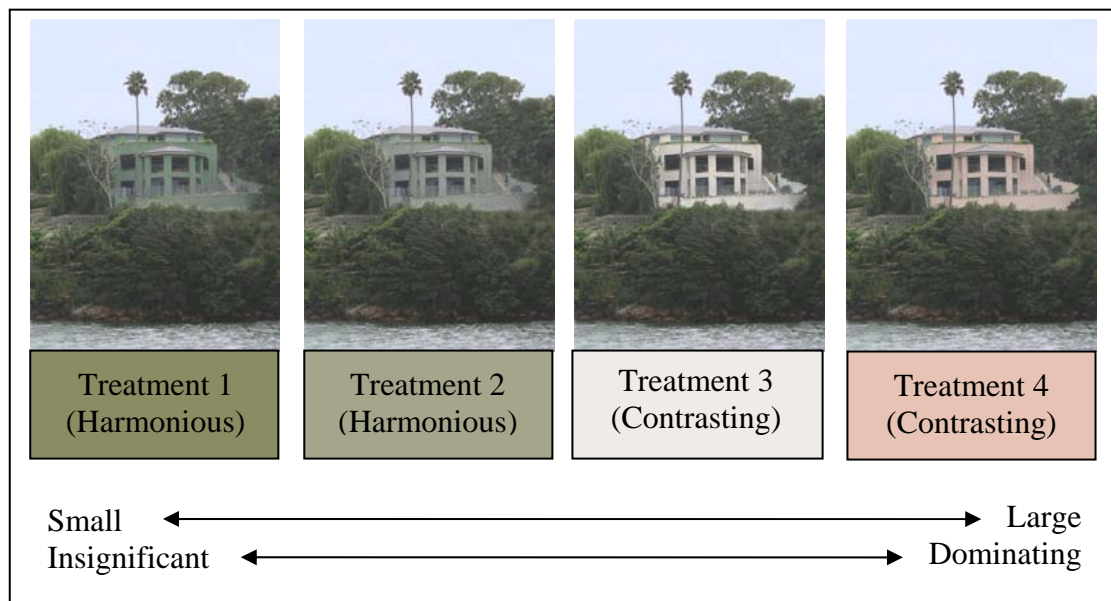 Treatment 1
(Harmonious)
Treatment 2
(Harmonious)
Treatment 3
(Contrasting)
Treatment 4
(Contrasting)
Small
Large
Insignificant
Dominating